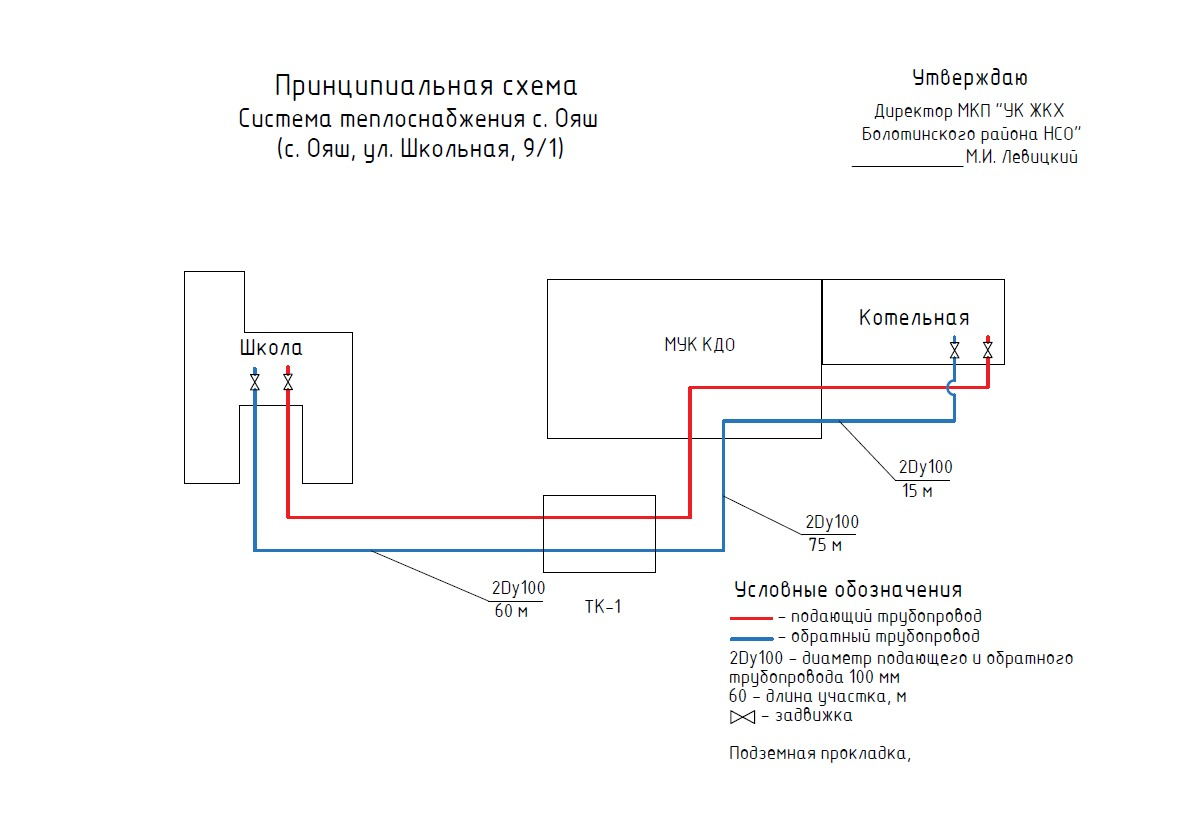 Принципиальная схема
Система теплоснабжения с. Ояш
(с. Ояш, ул. Школьная, 9/1)
Утверждаю
Директор МКП "УК ЖКХ
Болотинского района НСО"
М.И. Левицкий
Котельная
МУК КДО
Школа
2Dy100
15 м
2Dy100
75 м
2Dy100
60 м
ТК-1
Условные обозначения
- подающий трубопровод
- обратный трубопровод
2Dy100 - диаметр подающего и обратного
трубопровода 100 мм
60 - длина участка, м
- задвижка
Подземная прокладка,